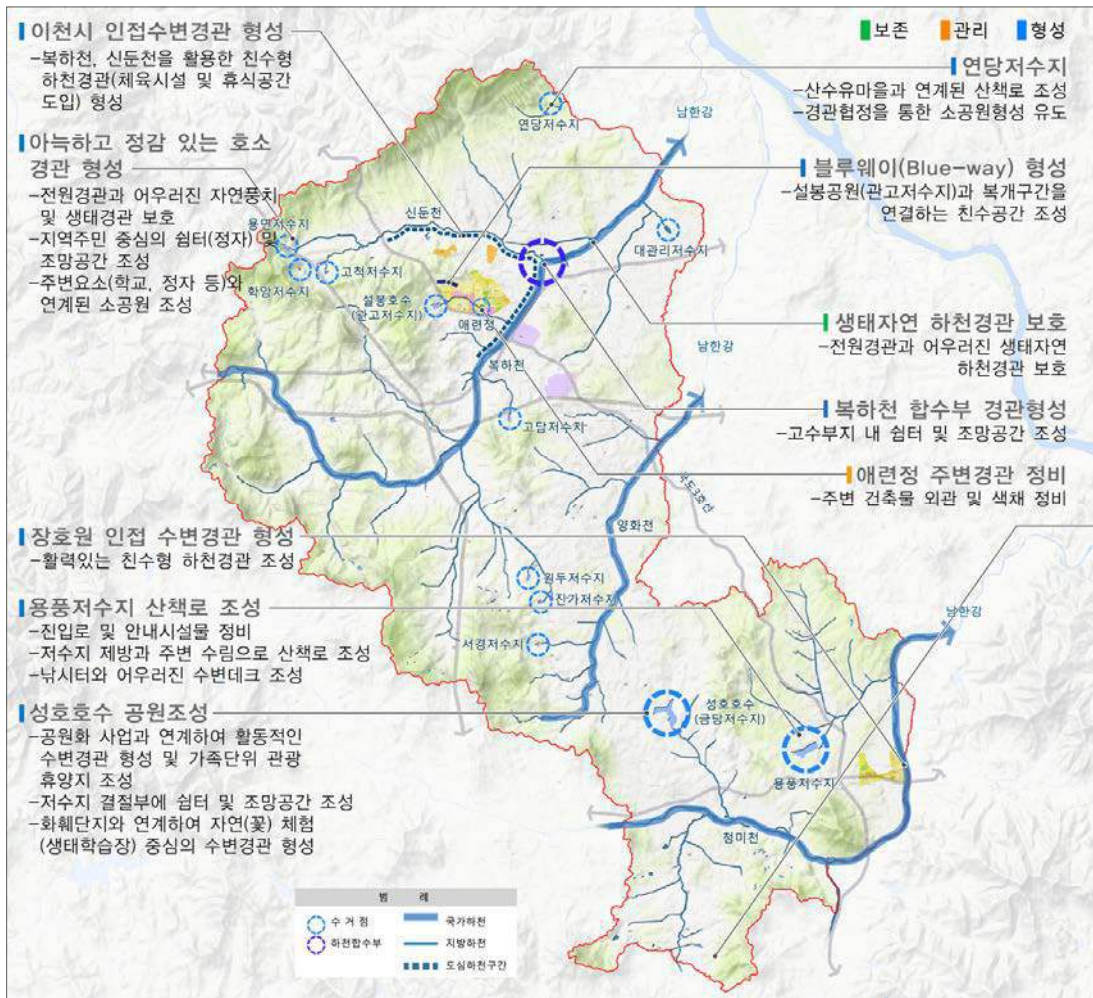 이천시 인접수변경관 형성
-복하천, 신둔천을 활용한 친수형
하천경관(체육시설 및 휴식공간
도입) 형성
아늑하고 정감 있는 호소
경관 형성
-전원경관과 어우러진 자연풍치
및 생태경관 보호
-지역주민 중심의 쉼터(정자) 및
조망공간 조성
-주변요소(학교, 정자 등)와
연계된 소공원 조성
장호원 인접 수변경관 형성
-활력있는 친수형 하천경관 조성
용풍저수지 산책로 조성
-진입로 및 안내시설물 정비
-저수지 제방과 주변 수림으로 산책로 조성
-낚시터와 어우러진 수변데크 조성
성호호수 공원조성
-공원화 사업과 연계하여 활동적인
수변경관 형성 및 가족단위 관광
휴양지 조성
-저수지 결절부에 쉼터 및 조망공간 조성
-화훼단지와 연계하여 자연(꽃) 체험
(생태학습장) 중심의 수변경관 형성
보존 관리 형성
연당저수지
-산수유마을과 연계된 산책로 조성
-경관협정을 통한 소공원형성 유도
블루웨이(Blue-way) 형성
-설봉공원(관고저수지)과 복개구간을
연결하는 친수공간 조성
생태자연 하천경관 보호
-전원경관과 어우러진 생태자연
하천경관 보호
복하천 합수부 경관형성
-고수부지 내 쉼터 및 조망공간 조성
애련정 주변경관 정비
-주변 건축물 외관 및 색채 정비
연당저수지
남한강
신둔천
용면저수지
고척저수지
학암저수지
설봉호수
(관고저수지)
애련정
대관리저수지
복하천
고담저수지
남한강
국도3호선
양화천
원두저수지
잔가저수지
서경저수지
성호호수
(금당저수지)
용풍저수지
남한강
청미천
범 례
수 거 점
하천합수부
국가하천
지방하천
도심하천구간